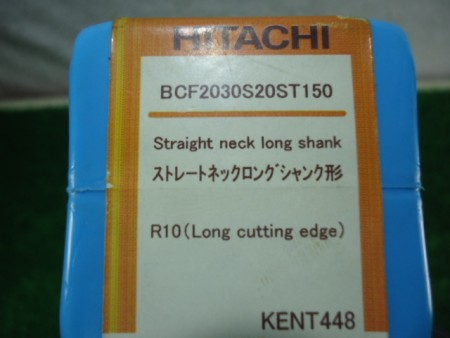 HITACHI
BCF2030S20ST150
Straight neck long shank
ストレートネックロングシャンク形
R10(Long cutting edge)
KENT448